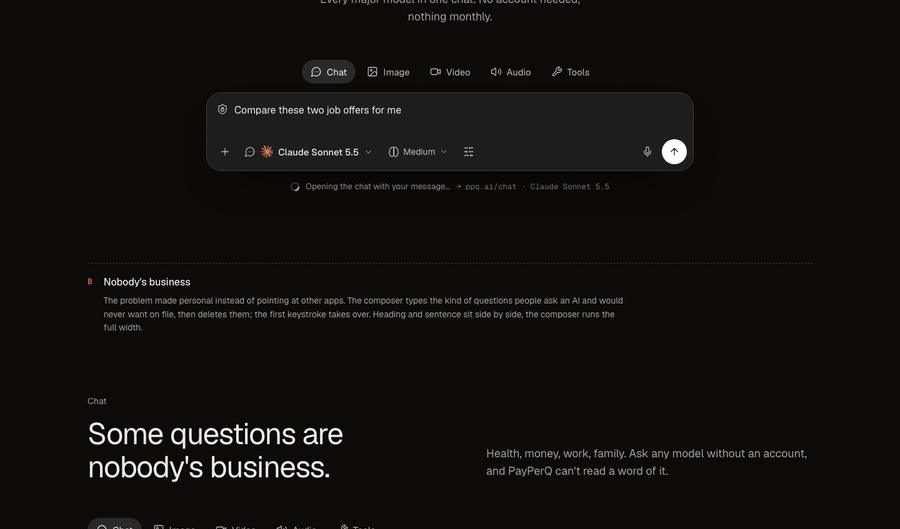 Every major model in one chat. No account needed,
nothing monthly.
Chat Image Video Audio Tools
Compare these two job offers for me
Claude Sonnet 5.5 Medium
Opening the chat with your message… → ppq.ai/chat · Claude Sonnet 5.5
B Nobody's business
The problem made personal instead of pointing at other apps. The composer types the kind of questions people ask an AI and would
never want on file, then deletes them; the first keystroke takes over. Heading and sentence sit side by side, the composer runs the
full width.
Chat
Some questions are
nobody's business.
Health, money, work, family. Ask any model without an account,
and PayPerQ can't read a word of it.
Chat Image Video Audio Tools